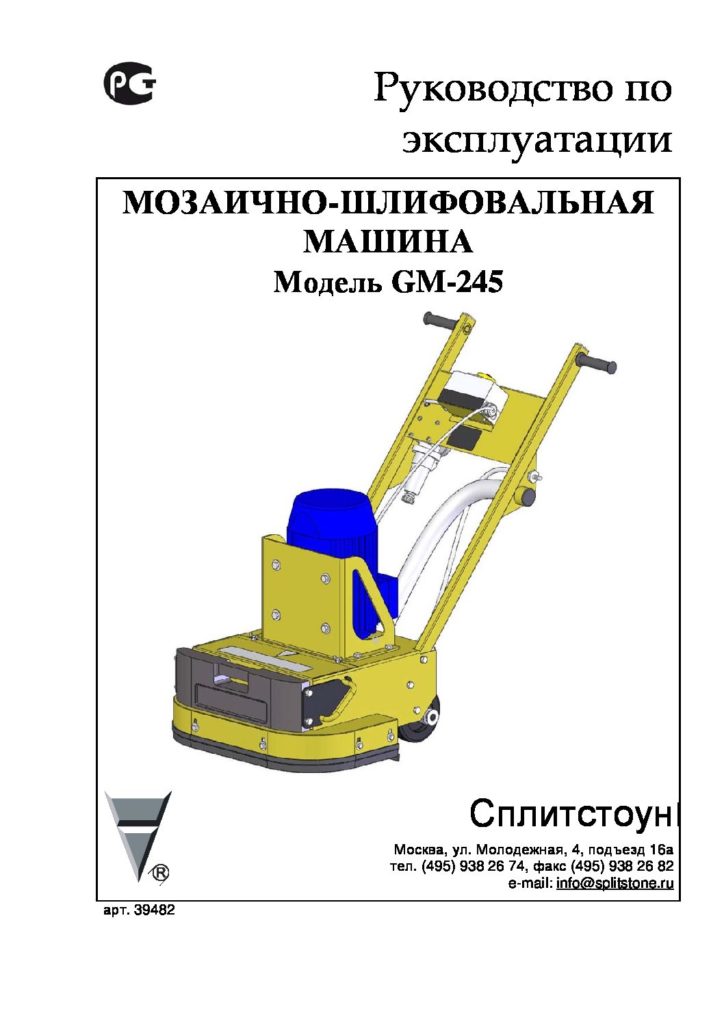 РС
Руководство по
эксплуатации
МОЗАИЧНО-ШЛИФОВАЛЬНАЯ
МАШИНА
Модель GM-245
Сплитстоун
Москва, ул. Молодежная, 4, подъезд 16а
тел. (495) 938 26 74, факс (495) 938 26 82
e-mail: info@splitstone.ru
®
арт. 39482